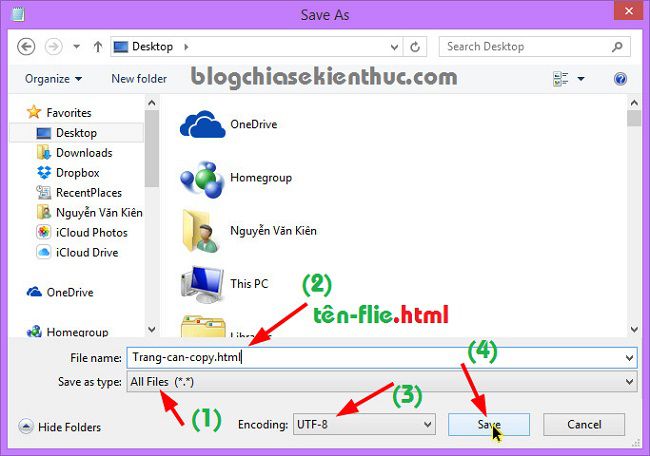 Save As
Desktop
Search Desktop
Organize
New folder
blogchiasekienthuc.com
Favorites
Desktop
Downloads
Dropbox
RecentPlaces
Nguyễn Văn Kiên
iCloud Photos
iCloud Drive
OneDrive
Homegroup
OneDrive
Homegroup
Nguyễn Văn Kiên
This PC
(2)
tên-flie.html
(4)
File name: Trang-can-copy.html
Save as type: All Files (*.*)
(1)
(3)
Hide Folders
Encoding: UTF-8
Save
Cancel